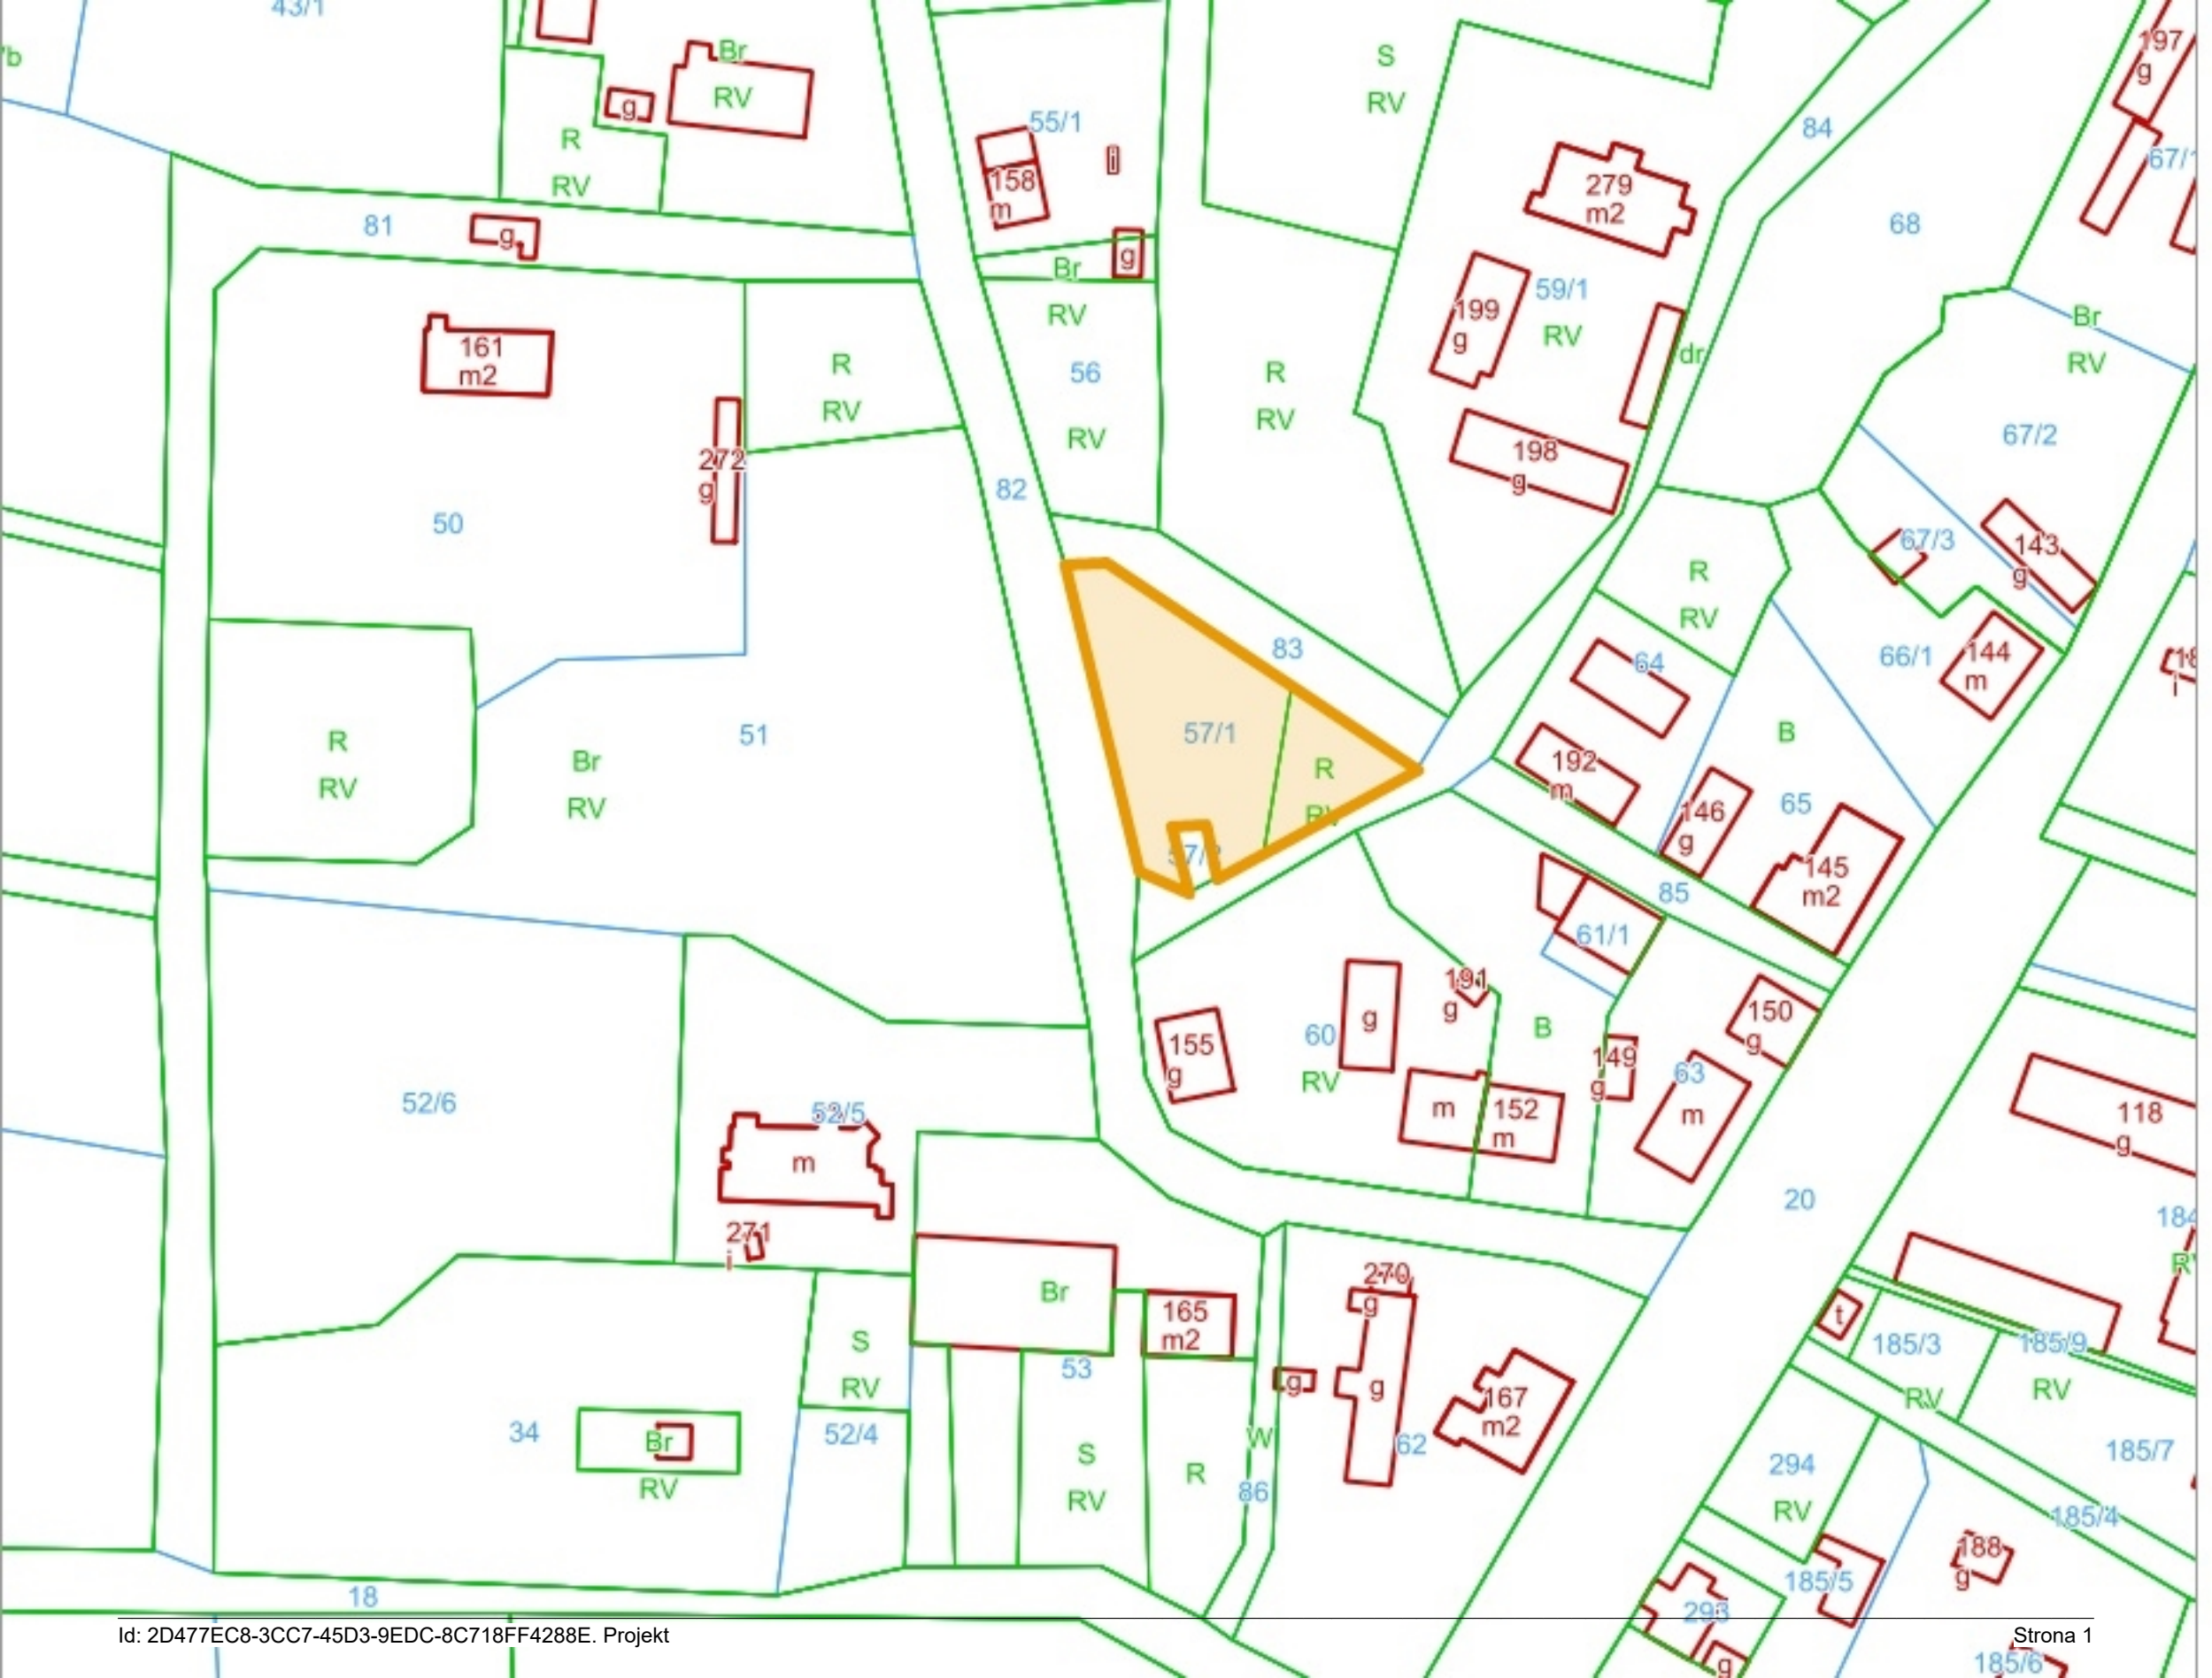 43/1
Br
RV
g
R
RV
81
g
55/1
158
m
i
g
Br
RV
56
RV
S
RV
R
RV
279
m2
59/1
RV
199
g
198
g
dr
84
68
197
g
Br
RV
67/2
67/3
143
g
144
m
66/1
161
m2
272
g
R
RV
50
82
51
R
RV
Br
RV
83
57/1
R
RV
R
RV
64
192
m
B
65
146
g
145
m2
85
61/1
191
g
155
g
60
RV
g
B
149
g
150
g
63
m
m
152
m
20
118
g
52/6
52/5
m
271
i
Br
165
m2
53
S
RV
52/4
34
Br
RV
S
RV
R
W
86
g
270
g
g
62
167
m2
t
185/3
RV
185/9
RV
185/7
294
RV
185/4
188
g
185/5
293
g
185/6
18
Id: 2D477EC8-3CC7-45D3-9EDC-8C718FF4288E. Projekt
Strona 1